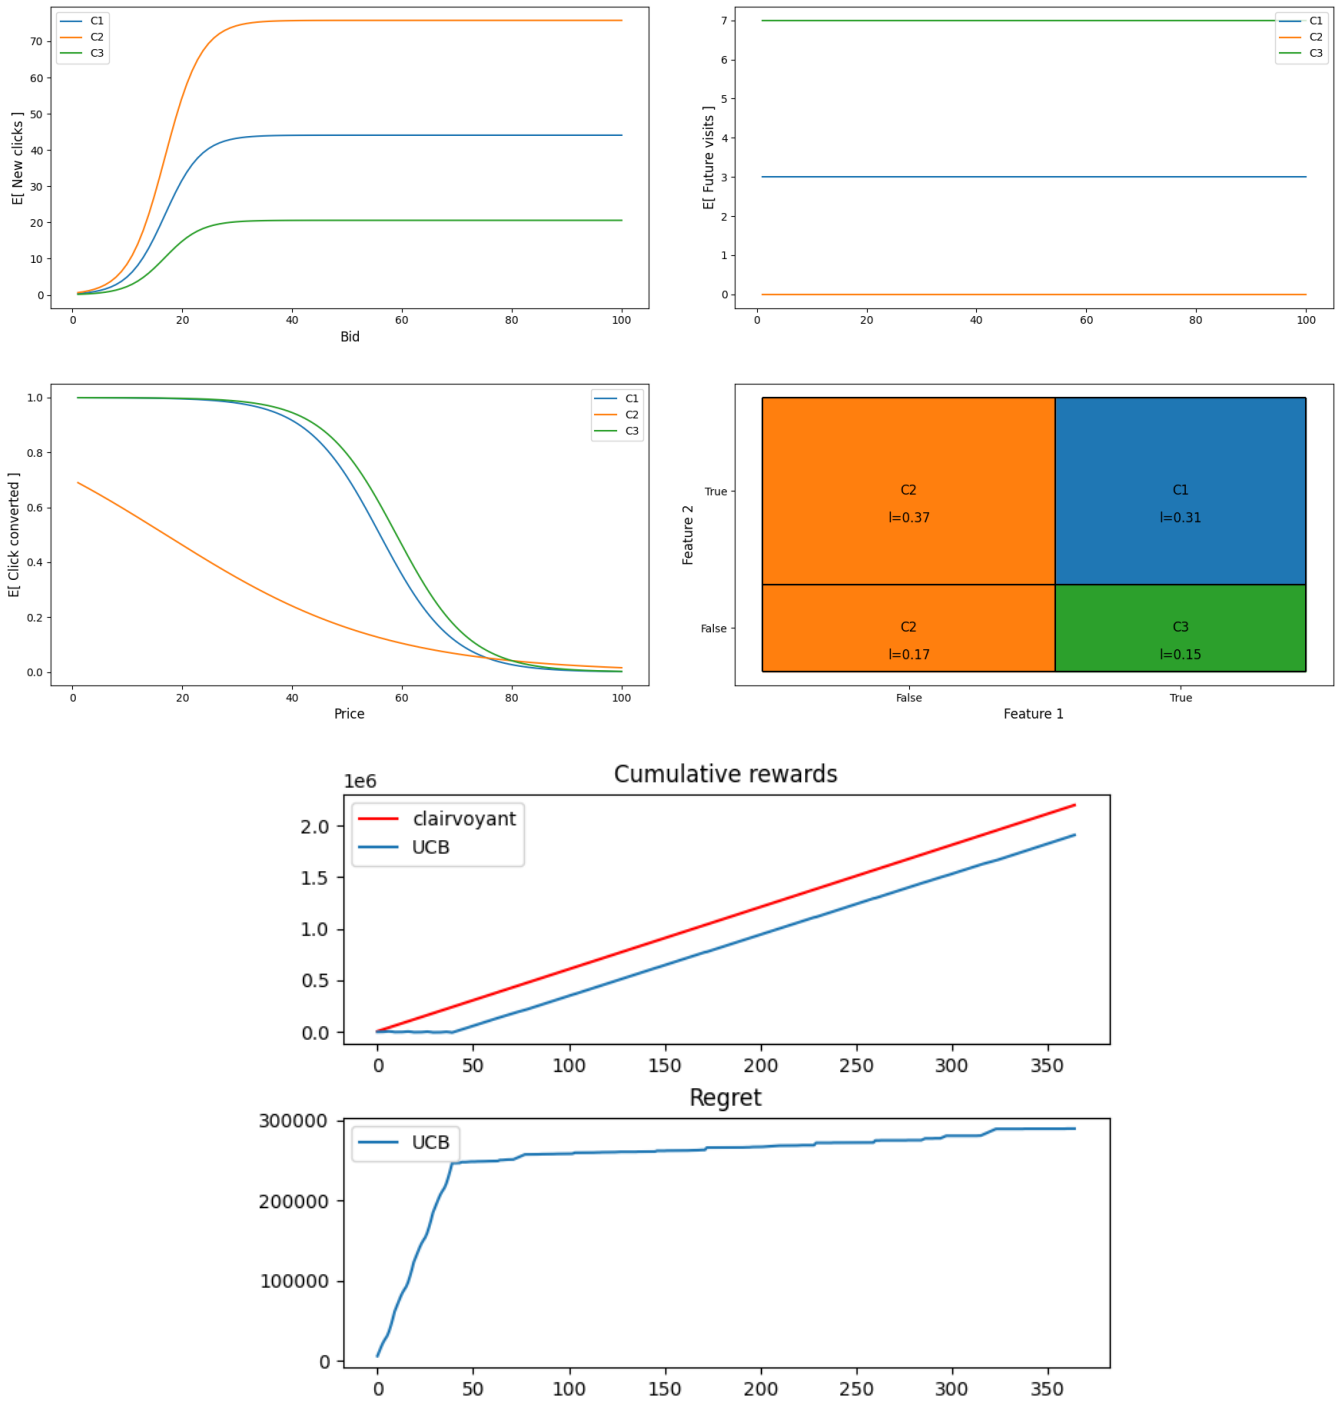 C1
C2
C3
70
60
50
40
30
20
10
0
E[ New clicks ]
0 20 40 60 80 100
Bid
C1
C2
C3
7
6
5
4
3
2
1
0
E[ Future visits ]
0 20 40 60 80 100
C1
C2
C3
1.0
0.8
0.6
0.4
0.2
0.0
E[ Click converted ]
0 20 40 60 80 100
Price
True
False
Feature 2
C2
l=0.37
C1
l=0.31
C2
l=0.17
C3
l=0.15
False True
Feature 1
Cumulative rewards
1e6
clairvoyant
UCB
2.0
1.5
1.0
0.5
0.0
0 50 100 150 200 250 300 350
Regret
UCB
300000
200000
100000
0
0 50 100 150 200 250 300 350